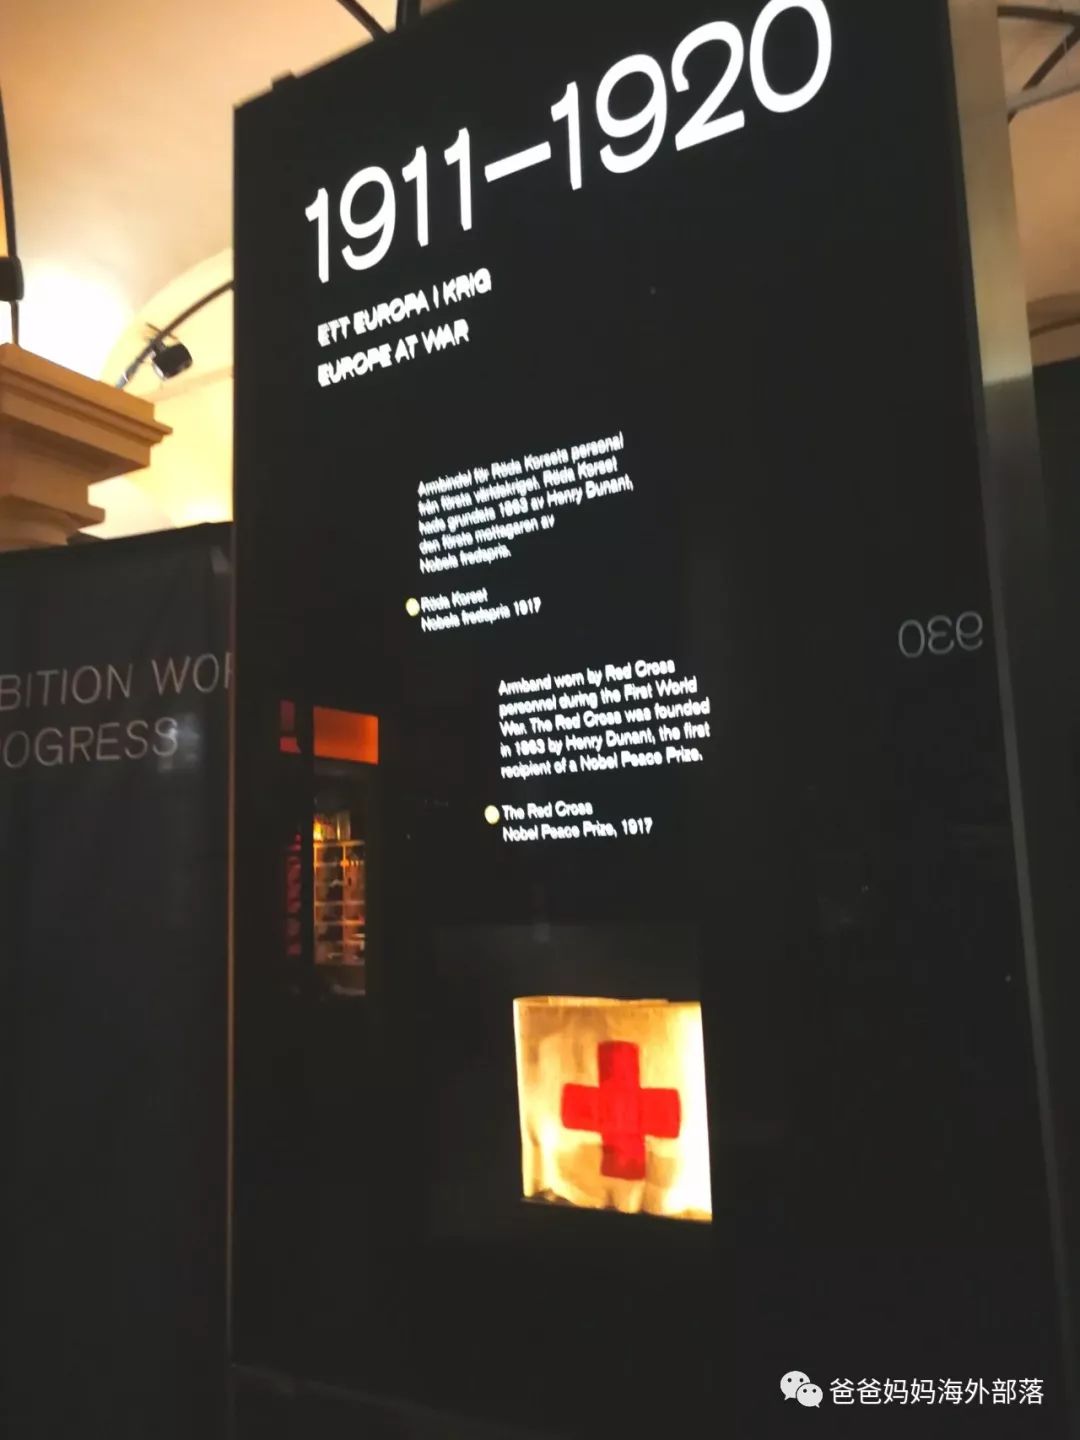 1911–1920
ETT EUROPA I KRIG
EUROPE AT WAR
Armbindel för Röda Korsets personal
från första världskriget. Röda Korset
hade grundats 1863 av Henry Dunant,
den förste mottagaren av
Nobels fredspris.
Röda Korset
Nobels fredspris 1917
Armband worn by Red Cross
personnel during the First World
War. The Red Cross was founded
in 1863 by Henry Dunant, the first
recipient of a Nobel Peace Prize.
The Red Cross
Nobel Peace Prize, 1917
BITION WOR
OGRESS
930
爸爸妈妈海外部落